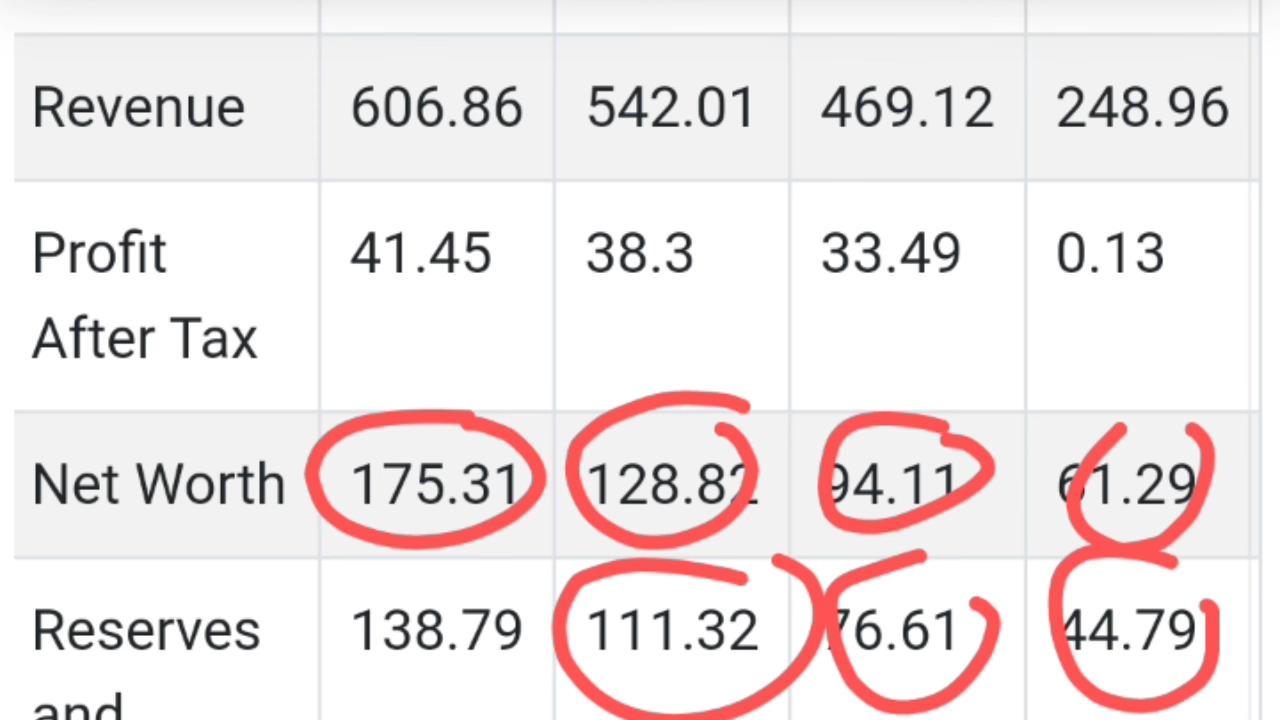 Revenue 606.86 542.01 469.12 248.96
Profit 41.45 38.3 33.49 0.13
After Tax
Net Worth 175.31 128.82 94.11 61.29
Reserves 138.79 111.32 76.61 44.79
and